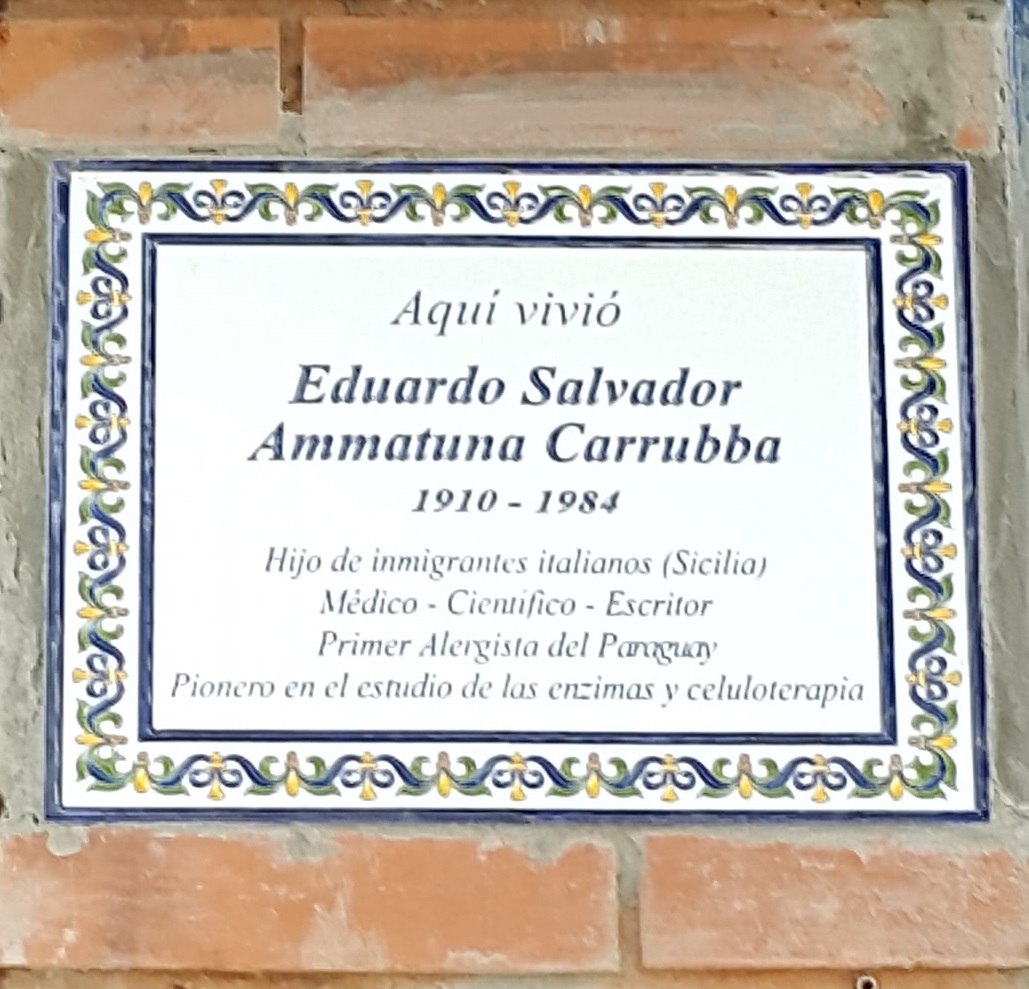 Aquí vivió
Eduardo Salvador
Ammatuna Carrubba
1910 - 1984
Hijo de inmigrantes italianos (Sicilia)
Médico - Científico - Escritor
Primer Alergista del Paraguay
Pionero en el estudio de las enzimas y celuloterapia